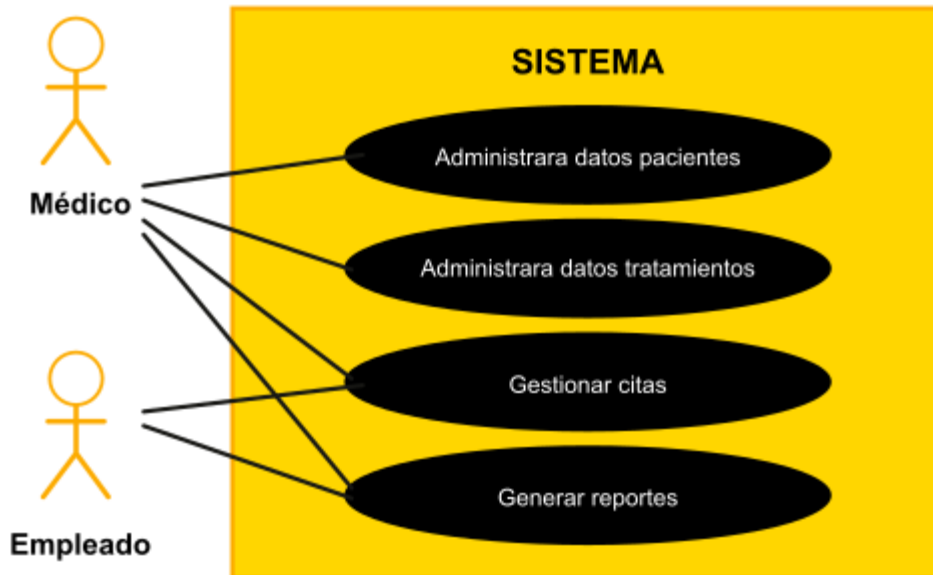 SISTEMA
Administrara datos pacientes
Médico
Administrara datos tratamientos
Gestionar citas
Generar reportes
Empleado